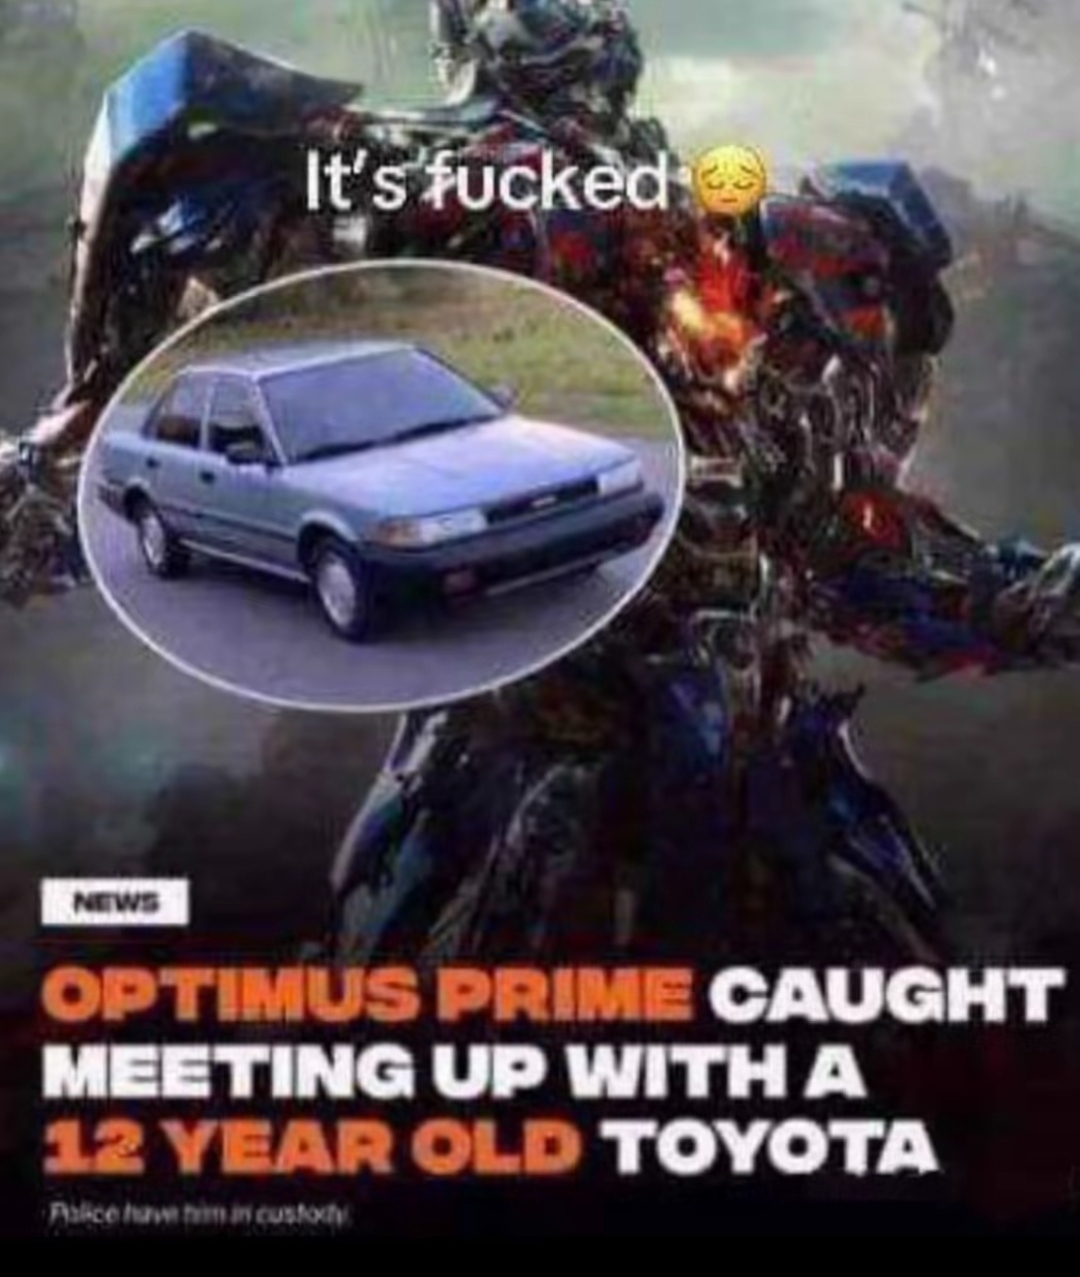 It's fucked 😔
NEWS
OPTIMUS PRIME CAUGHT
MEETING UP WITH A
12 YEAR OLD TOYOTA
Police have him in custody.